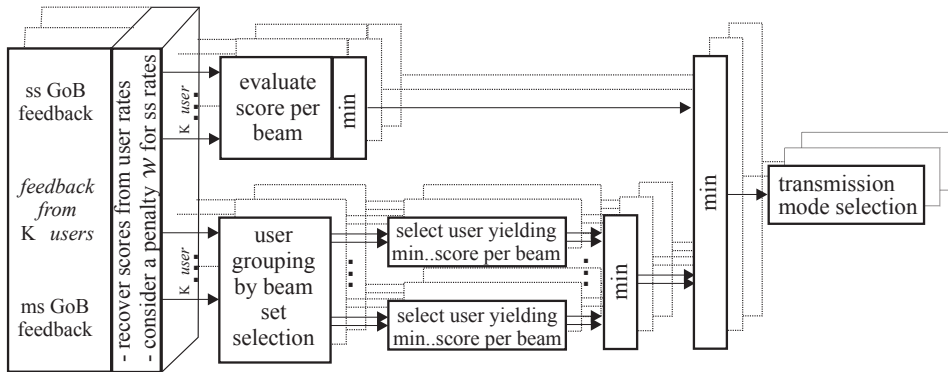 ss GoB
feedback
feedback
from
K users
ms GoB
feedback
- recover scores from user rates
- consider a penalty w for ss rates
K user
evaluate
score per
beam
min
K user
user
grouping
by beam
set
selection
select user yielding
min..score per beam
select user yielding
min..score per beam
min
min
transmission
mode selection